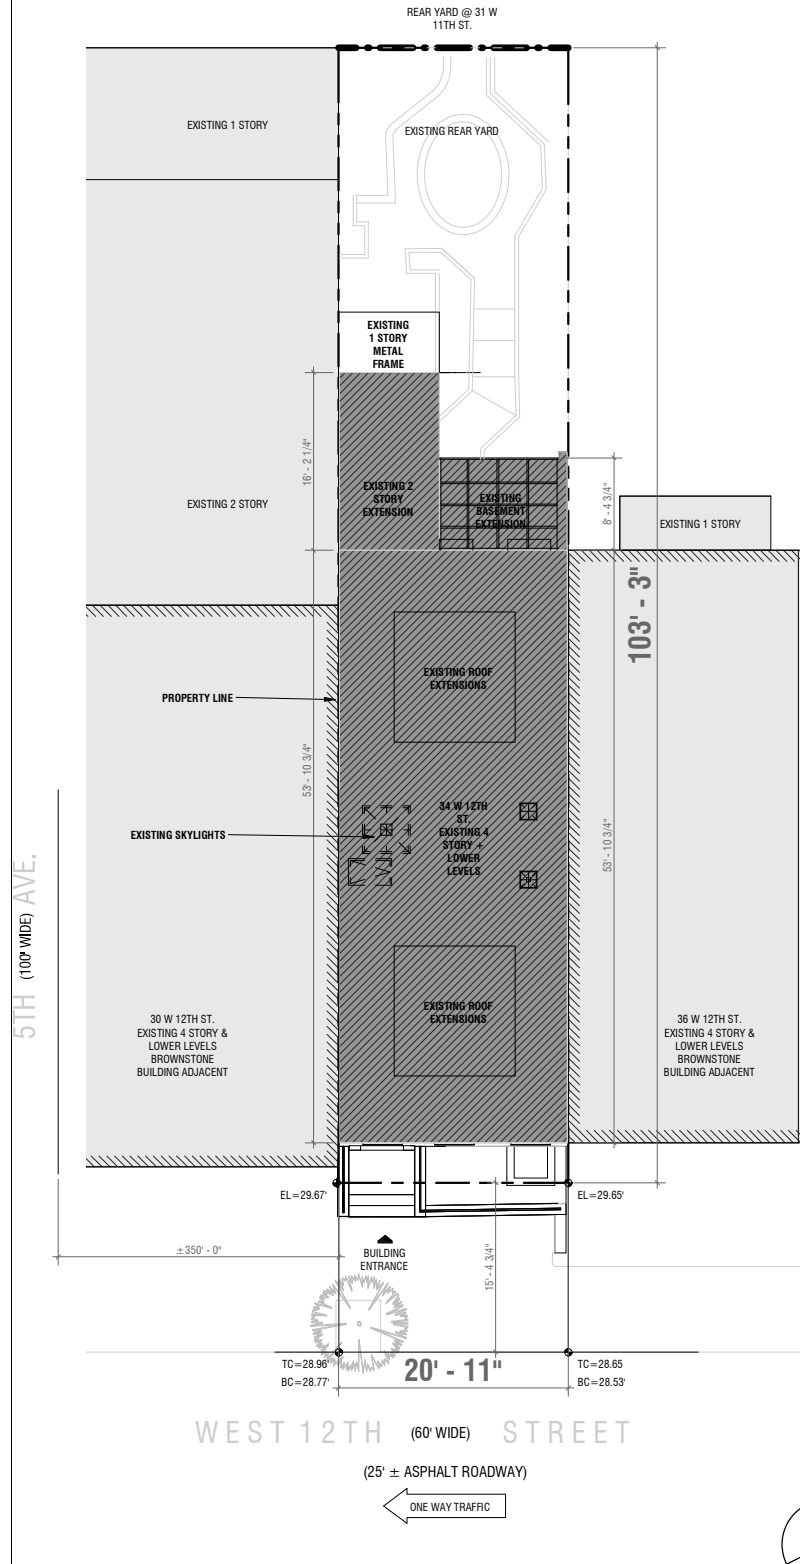 REAR YARD @ 31 W
11TH ST.
EXISTING 1 STORY
EXISTING REAR YARD
EXISTING
1 STORY
METAL
FRAME
16' - 2 1/4"
EXISTING 2 STORY
EXISTING 2
STORY
EXTENSION
EXISTING
BASEMENT
EXTENSION
8' - 4 3/4"
EXISTING 1 STORY
103' - 3"
EXISTING ROOF
EXTENSIONS
PROPERTY LINE
53' - 10 3/4"
EXISTING SKYLIGHTS
34 W 12TH
ST.
EXISTING 4
STORY +
LOWER
LEVELS
53' - 10 3/4"
5TH (100' WIDE) AVE.
EXISTING ROOF
EXTENSIONS
30 W 12TH ST.
EXISTING 4 STORY &
LOWER LEVELS
BROWNSTONE
BUILDING ADJACENT
36 W 12TH ST.
EXISTING 4 STORY &
LOWER LEVELS
BROWNSTONE
BUILDING ADJACENT
EL=29.67'
EL=29.65'
±350' - 0"
BUILDING
ENTRANCE
15' - 4 3/4"
TC=28.96'
BC=28.77'
20' - 11"
TC=28.65
BC=28.53'
WEST 12TH (60' WIDE) STREET
(25' ± ASPHALT ROADWAY)
ONE WAY TRAFFIC